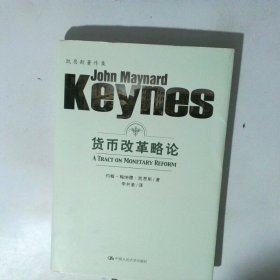 凯恩斯著作集
John Maynard
Keynes
货币改革略论
A TRACT ON MONETARY REFORM
约翰·梅纳德·凯恩斯 著
李井奎 译
中国人民大学出版社